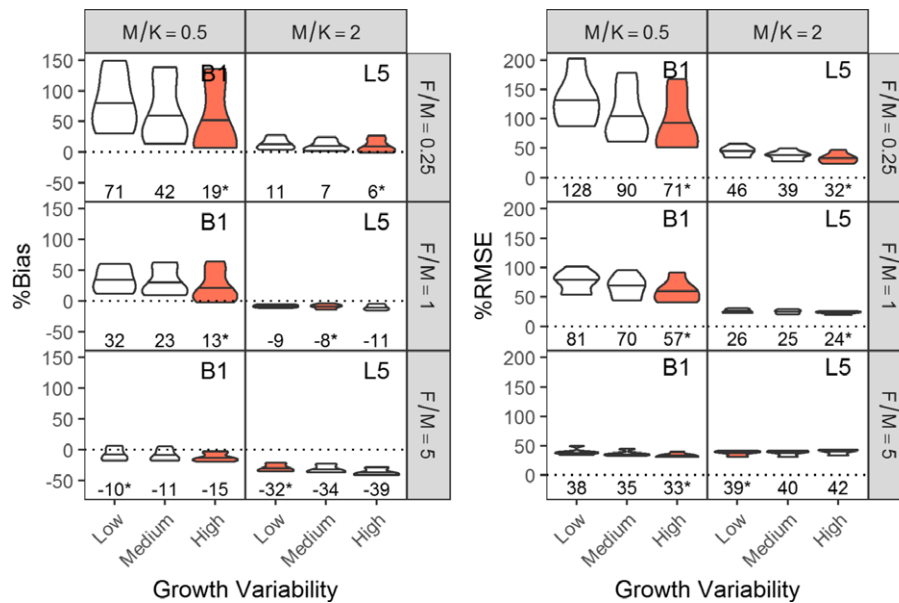 M/K = 0.5 M/K = 2
%Bias
150
100
50
0
-50
B1 L5
71 42 19* 11 7 6*
F/M = 0.25
150
100
50
0
-50
B1 L5
32 23 13* -9 -8* -11
F/M = 1
150
100
50
0
-50
B1 L5
-10* -11 -15 -32* -34 -39
F/M = 5
Low Medium High Low Medium High
Growth Variability
M/K = 0.5 M/K = 2
%RMSE
200
150
100
50
0
B1 L5
128 90 71* 46 39 32*
F/M = 0.25
200
150
100
50
0
B1 L5
81 70 57* 26 25 24*
F/M = 1
200
150
100
50
0
B1 L5
38 35 33* 39* 40 42
F/M = 5
Low Medium High Low Medium High
Growth Variability